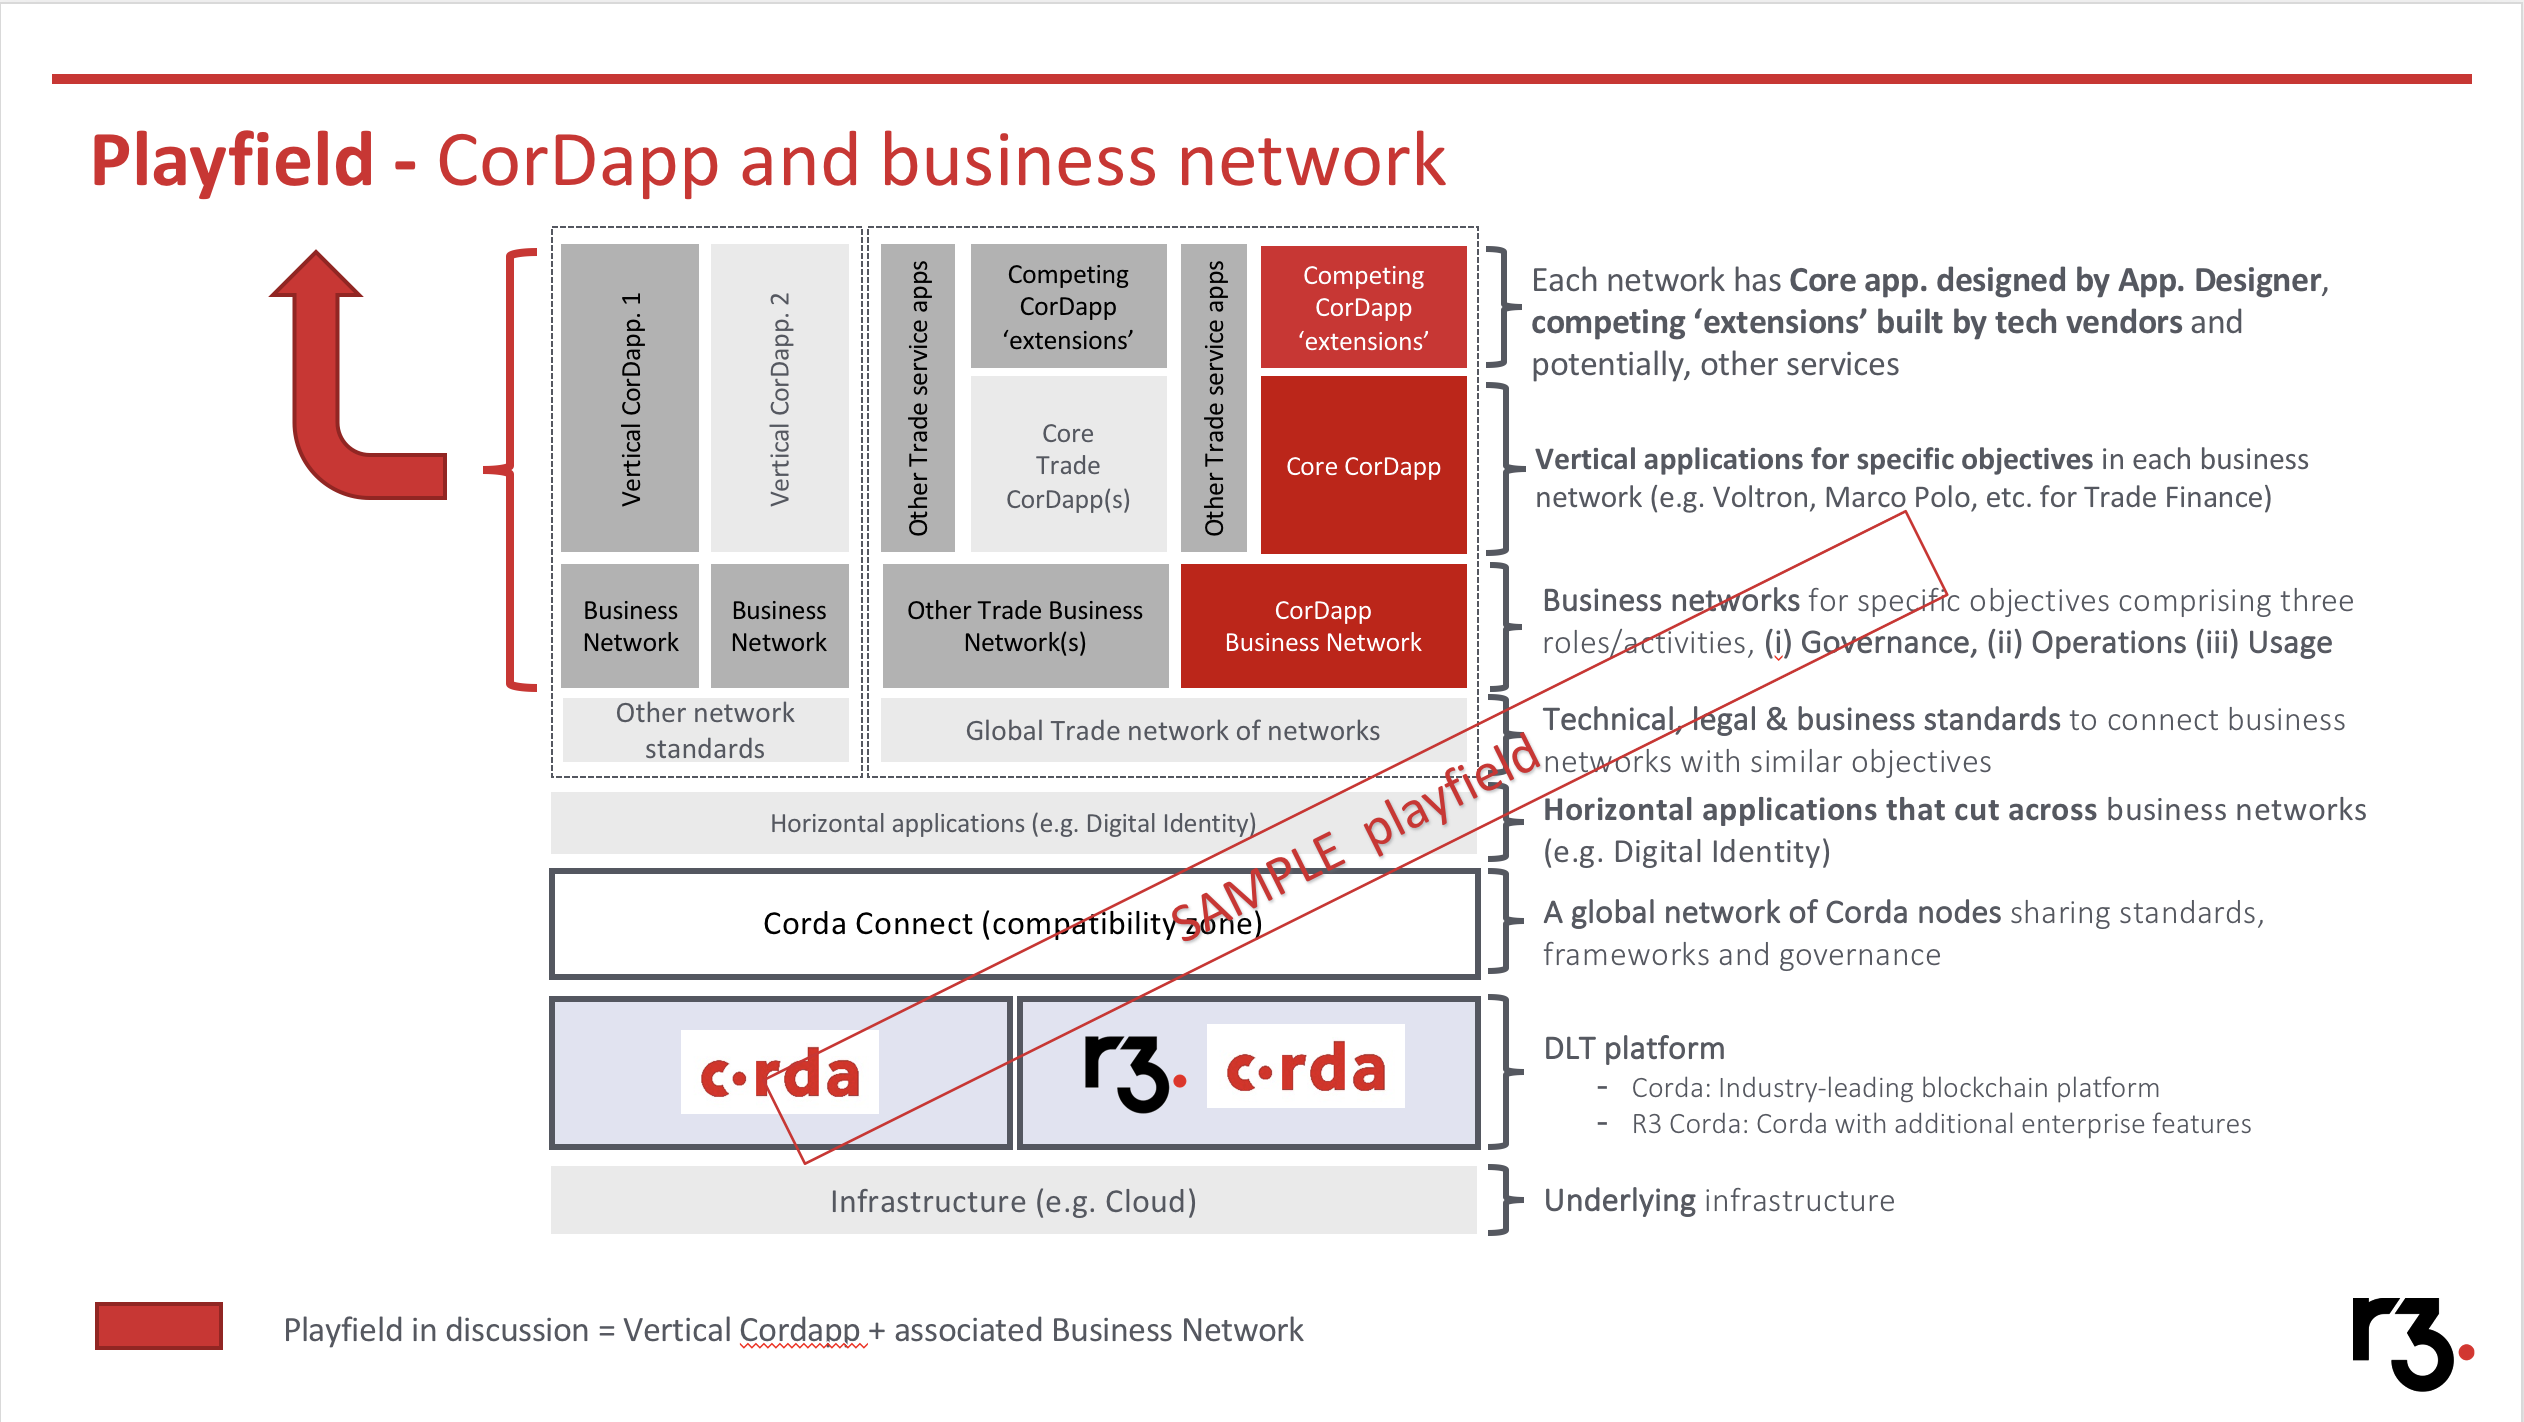 Playfield - CorDapp and business network
Vertical CorDapp. 1
Vertical CorDapp. 2
Other Trade service apps
Competing
CorDapp
‘extensions’
Core
Trade
CorDapp(s)
Other Trade service apps
Competing
CorDapp
‘extensions’
Core CorDapp
Business
Network
Business
Network
Other Trade Business
Network(s)
CorDapp
Business Network
Other network
standards
Global Trade network of networks
Horizontal applications (e.g. Digital Identity)
Corda Connect (compatibility zone)
corda
r3.
corda
Infrastructure (e.g. Cloud)
SAMPLE playfield
Each network has Core app. designed by App. Designer,
competing ‘extensions’ built by tech vendors and
potentially, other services
Vertical applications for specific objectives in each business
network (e.g. Voltron, Marco Polo, etc. for Trade Finance)
Business networks for specific objectives comprising three
roles/activities, (i) Governance, (ii) Operations (iii) Usage
Technical, legal & business standards to connect business
networks with similar objectives
Horizontal applications that cut across business networks
(e.g. Digital Identity)
A global network of Corda nodes sharing standards,
frameworks and governance
DLT platform
- Corda: Industry-leading blockchain platform
- R3 Corda: Corda with additional enterprise features
Underlying infrastructure
Playfield in discussion = Vertical Cordapp + associated Business Network
r3.